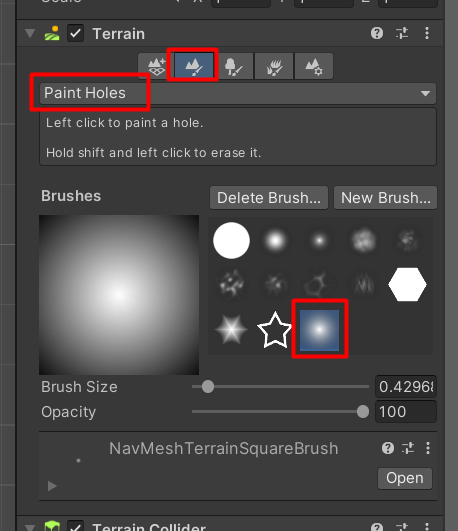 Terrain
Paint Holes
Left click to paint a hole.
Hold shift and left click to erase it.
Brushes
Delete Brush...
New Brush...
Brush Size
0.4296
Opacity
100
NavMeshTerrainSquareBrush
Open
Terrain Collider